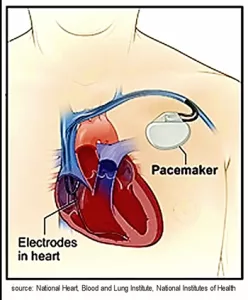 Pacemaker
Electrodes
in heart
source: National Heart, Blood and Lung Institute, National Institutes of Health